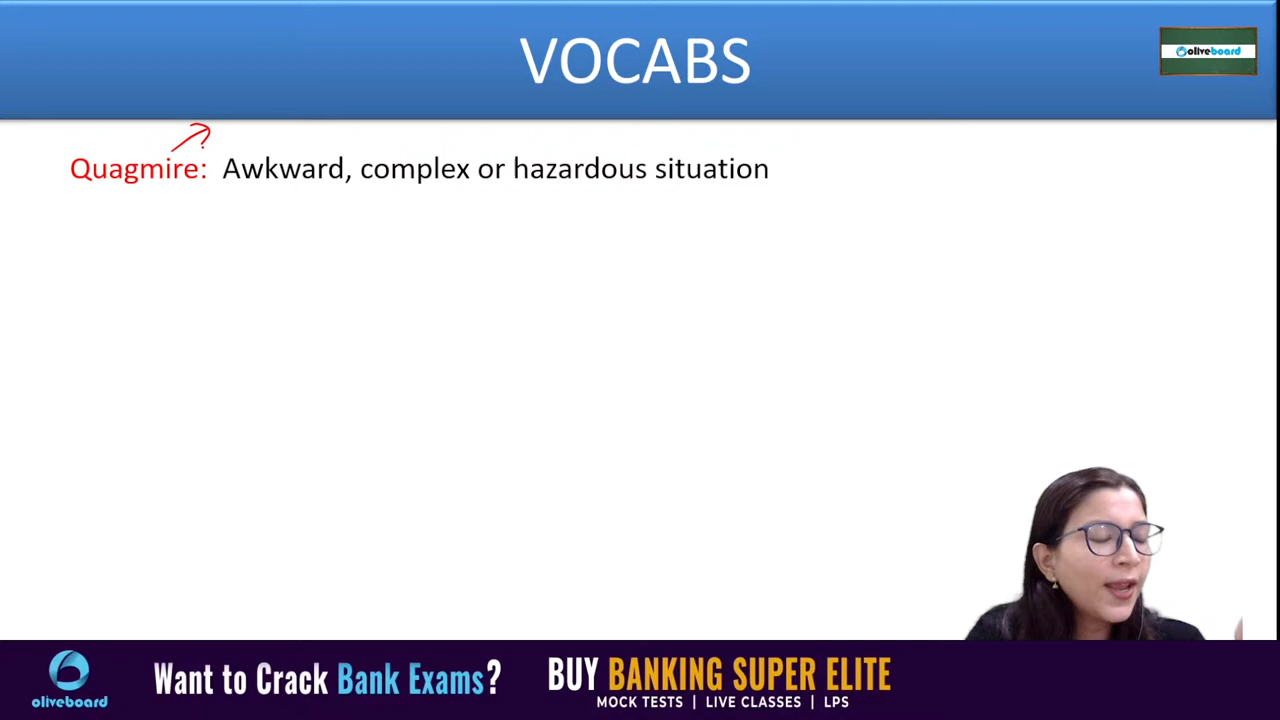 VOCABS
oliveboard
Quagmire: Awkward, complex or hazardous situation
Want to Crack Bank Exams?
BUY BANKING SUPER ELITE
MOCK TESTS | LIVE CLASSES | LPS
oliveboard